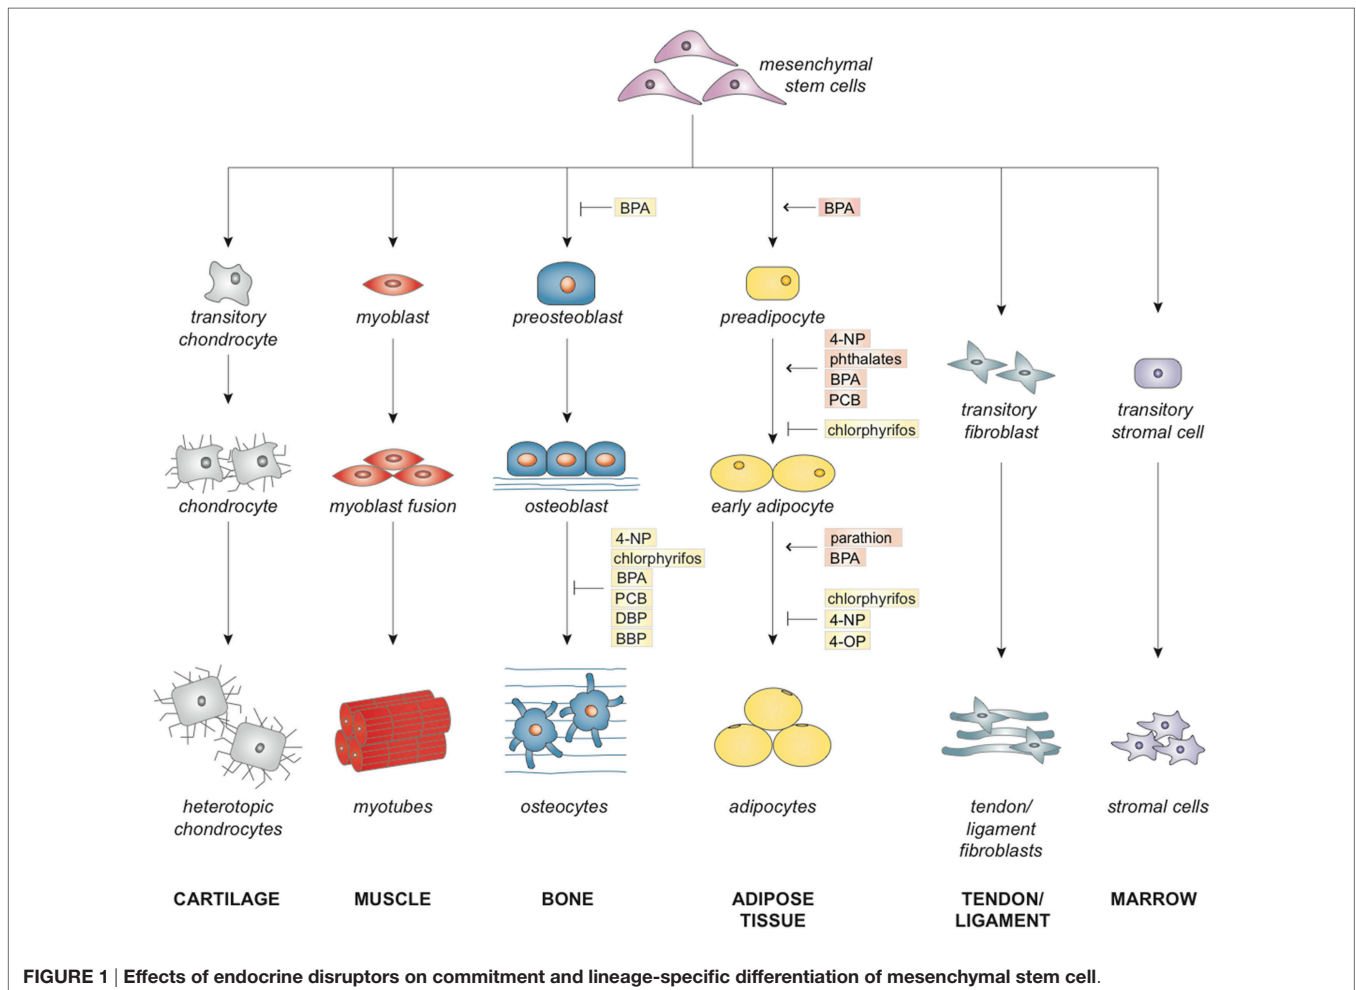 mesenchymal
stem cells
BPA
BPA
transitory
chondrocyte
myoblast
preosteoblast
preadipocyte
4-NP
phthalates
BPA
PCB
chlorphyrifos
transitory
fibroblast
transitory
stromal cell
chondrocyte
myoblast fusion
osteoblast
early adipocyte
4-NP
chlorphyrifos
BPA
PCB
DBP
BBP
parathion
BPA
chlorphyrifos
4-NP
4-OP
heterotopic
chondrocytes
myotubes
osteocytes
adipocytes
tendon/
ligament
fibroblasts
stromal cells
CARTILAGE
MUSCLE
BONE
ADIPOSE
TISSUE
TENDON/
LIGAMENT
MARROW
FIGURE 1 | Effects of endocrine disruptors on commitment and lineage-specific differentiation of mesenchymal stem cell.